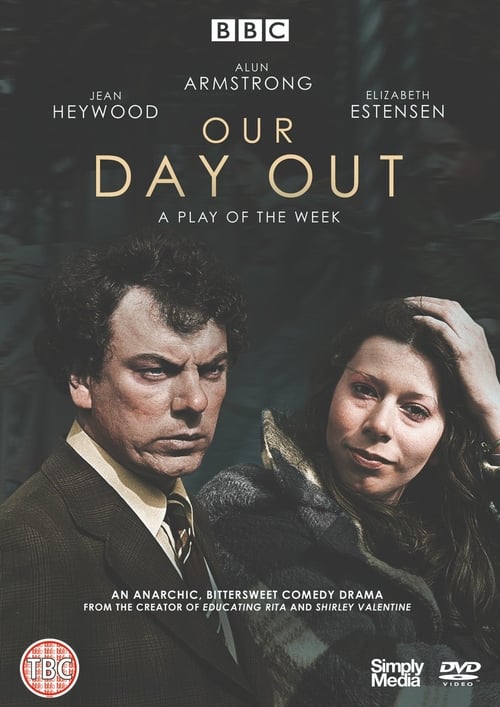 BBC
ALUN
ARMSTRONG
JEAN
HEYWOOD
ELIZABETH
ESTENSEN
OUR
DAY OUT
A PLAY OF THE WEEK
AN ANARCHIC, BITTERSWEET COMEDY DRAMA
FROM THE CREATOR OF EDUCATING RITA AND SHIRLEY VALENTINE
TBC
Simply
Media
DVD
VIDEO